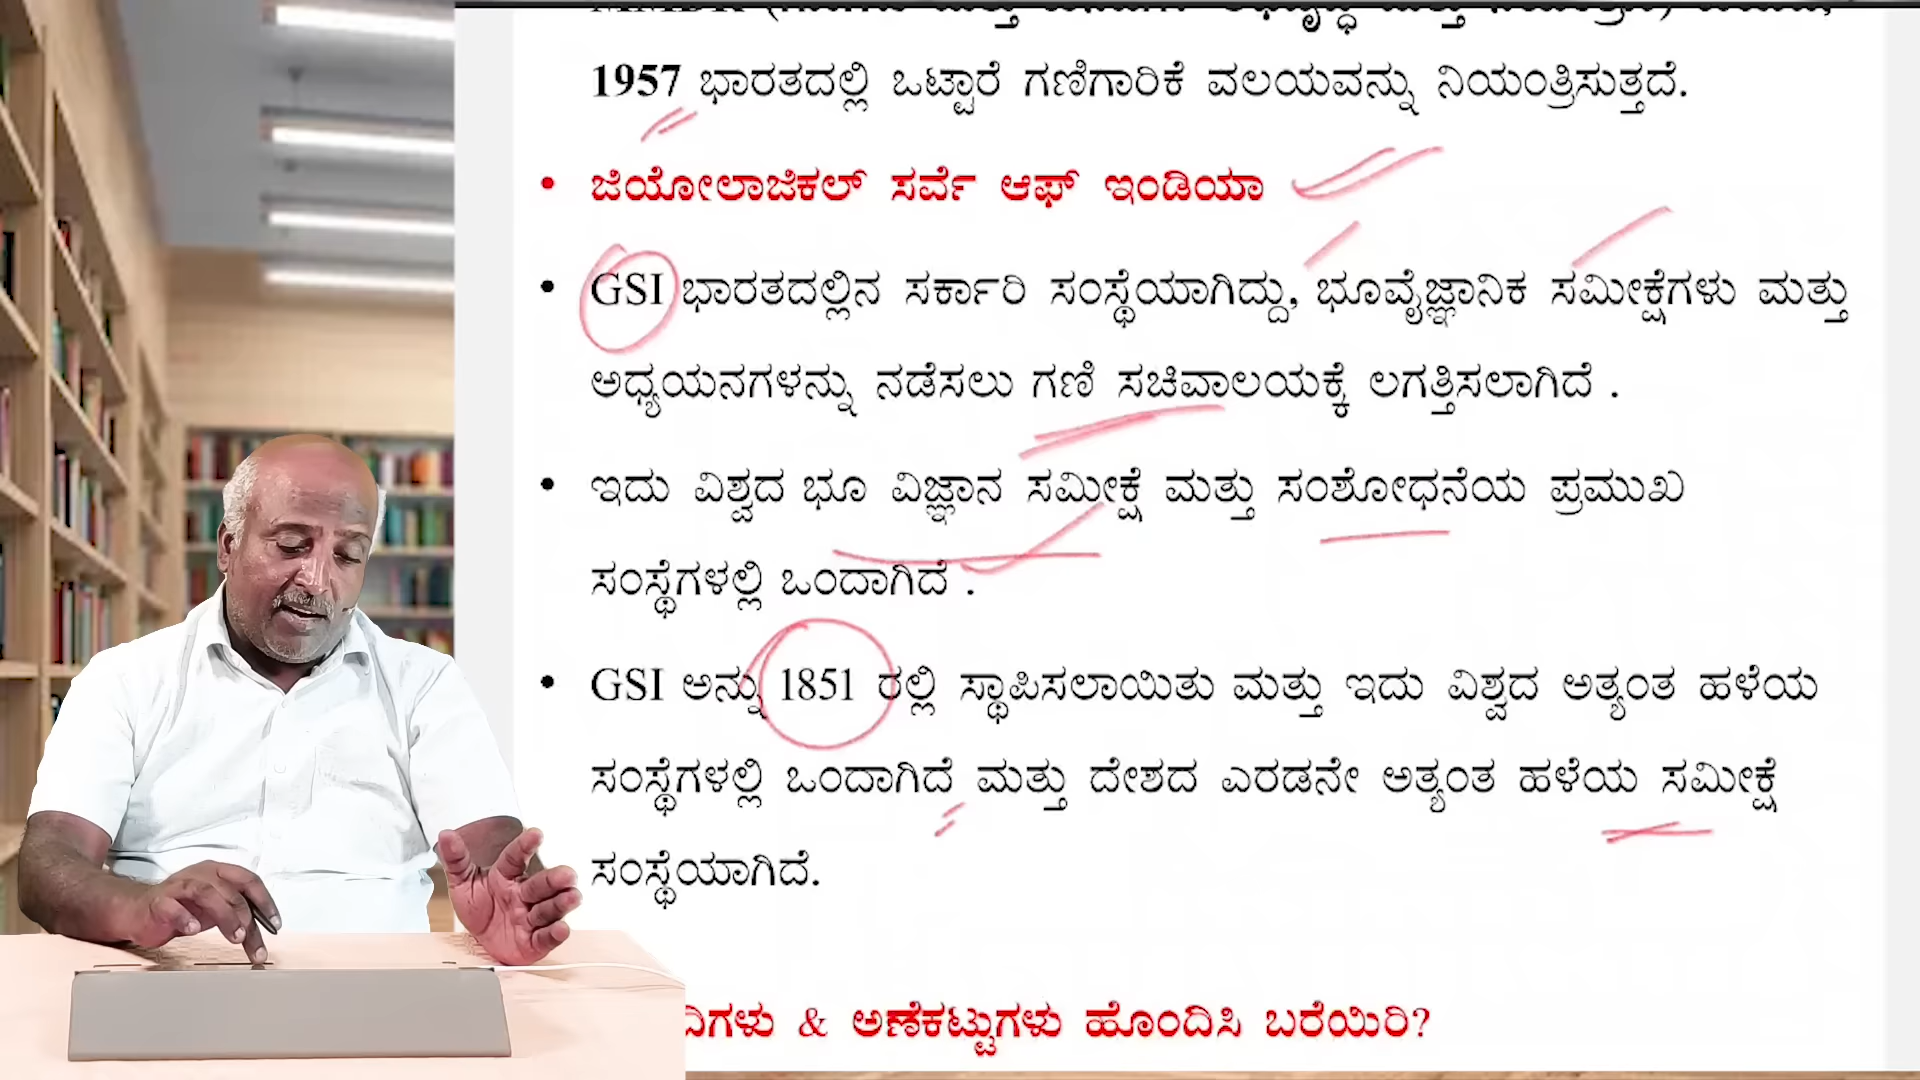 1957 ಭಾರತದಲ್ಲಿ ಒಟ್ಟಾರೆ ಗಣಿಗಾರಿಕೆ ವಲಯವನ್ನು ನಿಯಂತ್ರಿಸುತ್ತದೆ.
• ಜಿಯೋಲಾಜಿಕಲ್ ಸರ್ವೆ ಆಫ್ ಇಂಡಿಯಾ
• GSI ಭಾರತದಲ್ಲಿನ ಸರ್ಕಾರಿ ಸಂಸ್ಥೆಯಾಗಿದ್ದು, ಭೂವೈಜ್ಞಾನಿಕ ಸಮೀಕ್ಷೆಗಳು ಮತ್ತು
ಅಧ್ಯಯನಗಳನ್ನು ನಡೆಸಲು ಗಣಿ ಸಚಿವಾಲಯಕ್ಕೆ ಲಗತ್ತಿಸಲಾಗಿದೆ .
• ಇದು ವಿಶ್ವದ ಭೂ ವಿಜ್ಞಾನ ಸಮೀಕ್ಷೆ ಮತ್ತು ಸಂಶೋಧನೆಯ ಪ್ರಮುಖ
ಸಂಸ್ಥೆಗಳಲ್ಲಿ ಒಂದಾಗಿದೆ .
• GSI ಅನ್ನು 1851 ರಲ್ಲಿ ಸ್ಥಾಪಿಸಲಾಯಿತು ಮತ್ತು ಇದು ವಿಶ್ವದ ಅತ್ಯಂತ ಹಳೆಯ
ಸಂಸ್ಥೆಗಳಲ್ಲಿ ಒಂದಾಗಿದೆ ಮತ್ತು ದೇಶದ ಎರಡನೇ ಅತ್ಯಂತ ಹಳೆಯ ಸಮೀಕ್ಷೆ
ಸಂಸ್ಥೆಯಾಗಿದೆ.
& ಅಣೆಕಟ್ಟುಗಳು ಹೊಂದಿಸಿ ಬರೆಯಿರಿ?